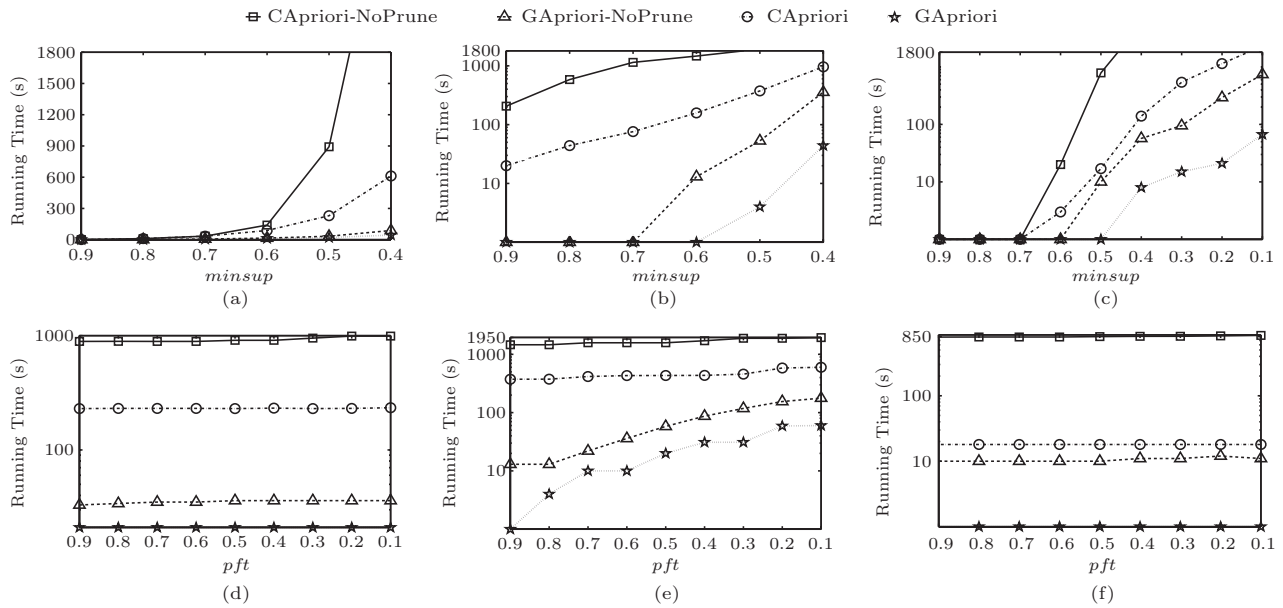 CApriori-NoPrune GApriori-NoPrune CApriori GApriori
Running Time (s)
1800
1500
1200
900
600
300
0
0.9 0.8 0.7 0.6 0.5 0.4
minsup
(a)
Running Time (s)
1800
1000
100
10
0.9 0.8 0.7 0.6 0.5 0.4
minsup
(b)
Running Time (s)
1800
100
10
0.9 0.8 0.7 0.6 0.5 0.4 0.3 0.2 0.1
minsup
(c)
Running Time (s)
1000
100
0.9 0.8 0.7 0.6 0.5 0.4 0.3 0.2 0.1
pft
(d)
Running Time (s)
1950
1000
100
10
0.9 0.8 0.7 0.6 0.5 0.4 0.3 0.2 0.1
pft
(e)
Running Time (s)
850
100
10
0.9 0.8 0.7 0.6 0.5 0.4 0.3 0.2 0.1
pft
(f)